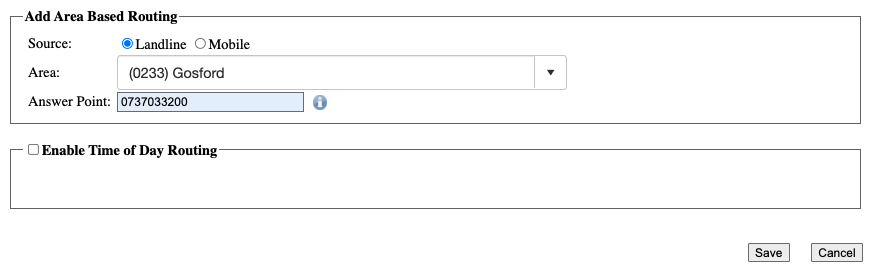 Add Area Based Routing
Source: Landline Mobile
Area: (0233) Gosford
Answer Point: 0737033200
Enable Time of Day Routing
Save Cancel